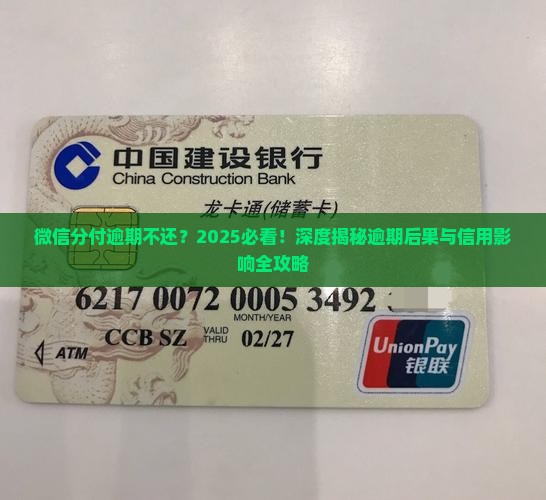 中国建设银行
China Construction Bank
龙卡通(储蓄卡)
微信分付逾期不还？2025必看！深度揭秘逾期后果与信用影
响全攻略
6217 0072 0005 3492
MONTH/YEAR
CCB SZ VALID THRU 02/27
ATM
UnionPay
银联